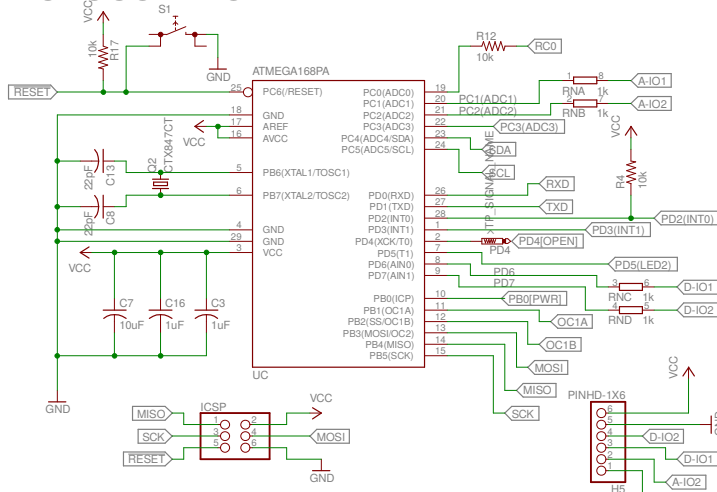 VCC
10k
R17
S1
GND
RESET
ATMEGA168PA
UC
25 PC6(/RESET)
18 GND
17 AREF
16 AVCC
VCC
5 PB6(XTAL1/TOSC1)
6 PB7(XTAL2/TOSC2)
4 GND
29 GND
3 VCC
22pF
C13
Q2
CTX847CT
22pF
C8
VCC
C7
10uF
C16
1uF
C3
1uF
GND
PC0(ADC0) 19
PC1(ADC1) 20
PC2(ADC2) 21
PC3(ADC3) 22
PC4(ADC4/SDA) 23
PC5(ADC5/SCL) 24
PD0(RXD) 26
PD1(TXD) 27
PD2(INT0) 28
PD3(INT1) 1
PD4(XCK/T0) 2
PD5(T1) 7
PD6(AIN0) 8
PD7(AIN1) 9
PB0(ICP) 10
PB1(OC1A) 11
PB2(SS/OC1B) 12
PB3(MOSI/OC2) 13
PB4(MISO) 14
PB5(SCK) 15
R12
10k
RC0
PC1(ADC1)
PC2(ADC2)
1 8
RNA 1k
A-IO1
2 7
RNB 1k
A-IO2
PC3(ADC3)
SDA
SCL
>TP_SIGNAL_NAME
VCC
R4
10k
RXD
TXD
PD2(INT0)
PD3(INT1)
PD4
PD4[OPEN]
PD5(LED2)
PD6
PD7
3 6
RNC 1k
D-IO1
4 5
RND 1k
D-IO2
PB0[PWR]
OC1A
OC1B
MOSI
MISO
SCK
ICSP
MISO 1 2 VCC
SCK 3 4 MOSI
RESET 5 6
GND
VCC
PINHD-1X6
6
5 GND
4 D-IO2
3 D-IO1
2 A-IO2
1
H5